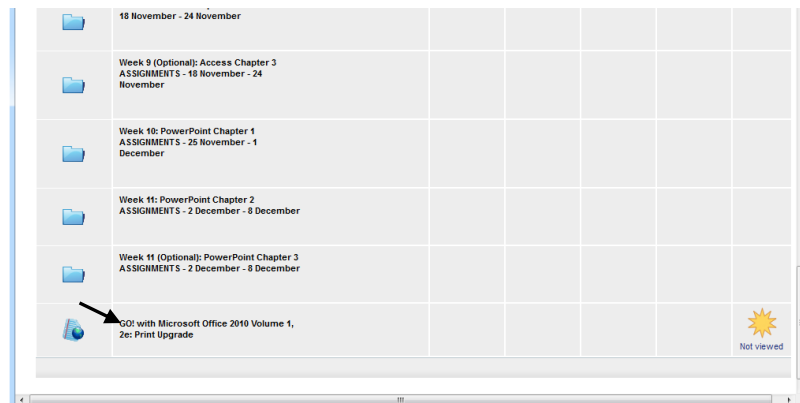 18 November - 24 November
Week 9 (Optional): Access Chapter 3
ASSIGNMENTS - 18 November - 24
November
Week 10: PowerPoint Chapter 1
ASSIGNMENTS - 25 November - 1
December
Week 11: PowerPoint Chapter 2
ASSIGNMENTS - 2 December - 8 December
Week 11 (Optional): PowerPoint Chapter 3
ASSIGNMENTS - 2 December - 8 December
GO! with Microsoft Office 2010 Volume 1,
2e: Print Upgrade
Not viewed